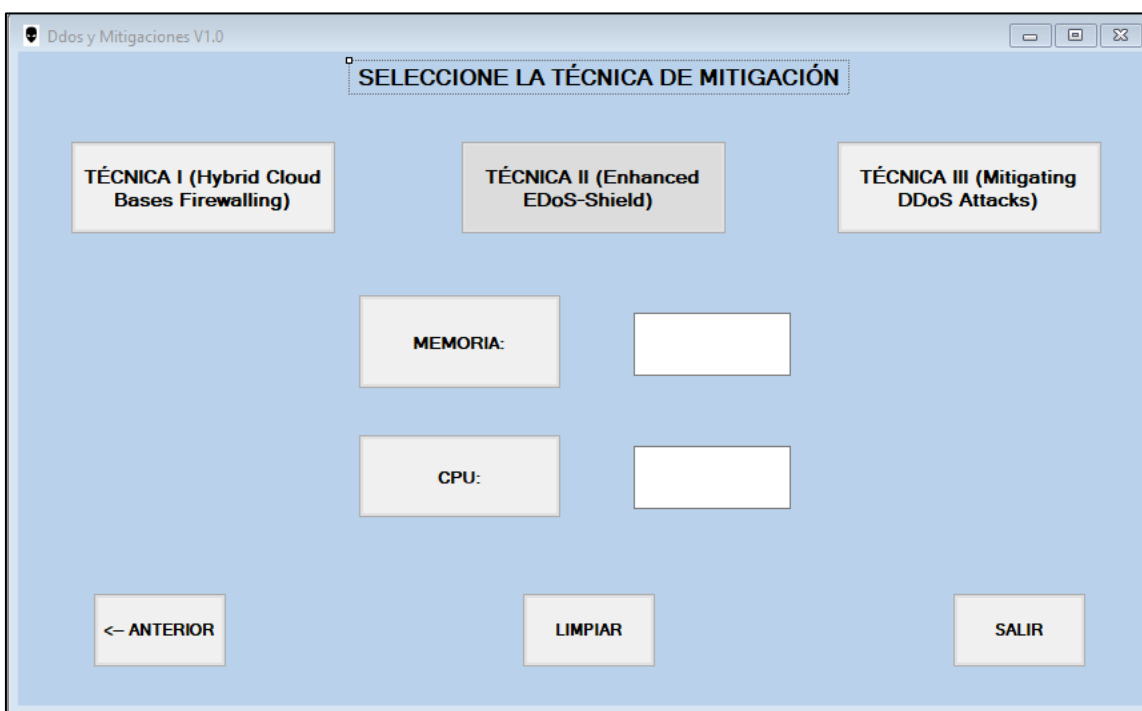 Ddos y Mitigaciones V1.0
SELECCIONE LA TÉCNICA DE MITIGACIÓN
TÉCNICA I (Hybrid Cloud
Bases Firewalling)
TÉCNICA II (Enhanced
EDoS-Shield)
TÉCNICA III (Mitigating
DDoS Attacks)
MEMORIA:
CPU:
<-- ANTERIOR
LIMPIAR
SALIR